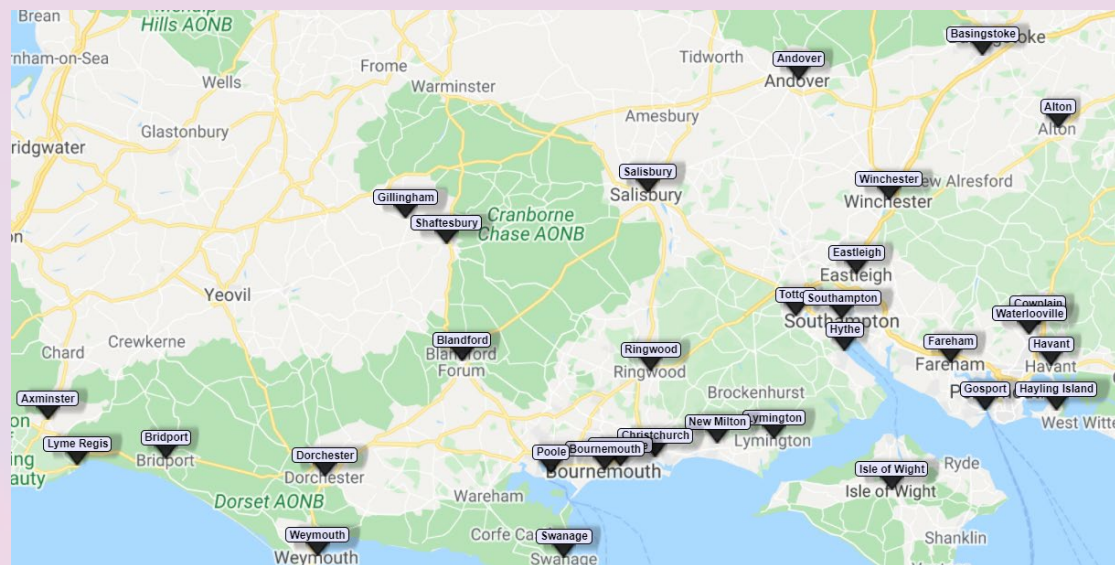 Brean
Hills AONB
Basingstoke
rnham-on-Sea
Frome
Tidworth
Andover
Andover
Wells
Warminster
Glastonbury
Amesbury
Alton
Alton
ridgwater
Salisbury
Salisbury
Winchester
ew Alresford
Winchester
Gillingham
Shaftesbury
Cranborne
Chase AONB
Eastleigh
Eastleigh
Yeovil
Southampton
Southampton
Waterlooville
Hythe
Crewkerne
Chard
Blandford
Forum
Ringwood
Ringwood
Fareham
Fareham
Havant
Havant
Axminster
Brockenhurst
Gosport
Hayling Island
West Witte
New Milton
Lymington
Lymington
Christchurch
Lyme Regis
Bridport
Bridport
Dorchester
Dorchester
Poole
Bournemouth
Bournemouth
Isle of Wight
Isle of Wight
Ryde
Wareham
Dorset AONB
Weymouth
Weymouth
Corfe Ca
Swanage
Swanage
Shanklin